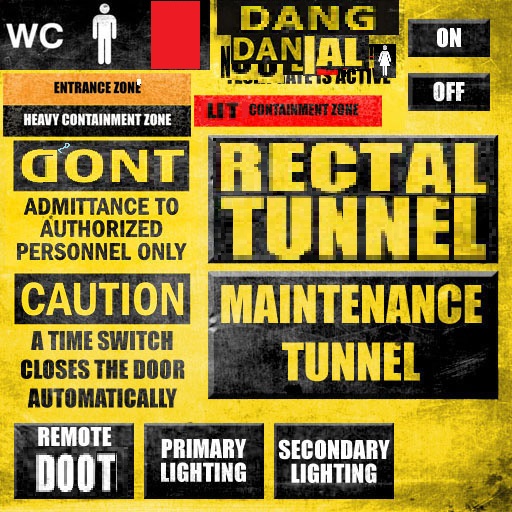 WC
DANG
DANIAL
IS ACTIVE
ON
OFF
ENTRANCE ZONE
HEAVY CONTAINMENT ZONE
LIT CONTAINMENT ZONE
DONT
ADMITTANCE TO
AUTHORIZED
PERSONNEL ONLY
RECTAL
TUNNEL
CAUTION
A TIME SWITCH
CLOSES THE DOOR
AUTOMATICALLY
MAINTENANCE
TUNNEL
REMOTE
DOOT
PRIMARY
LIGHTING
SECONDARY
LIGHTING